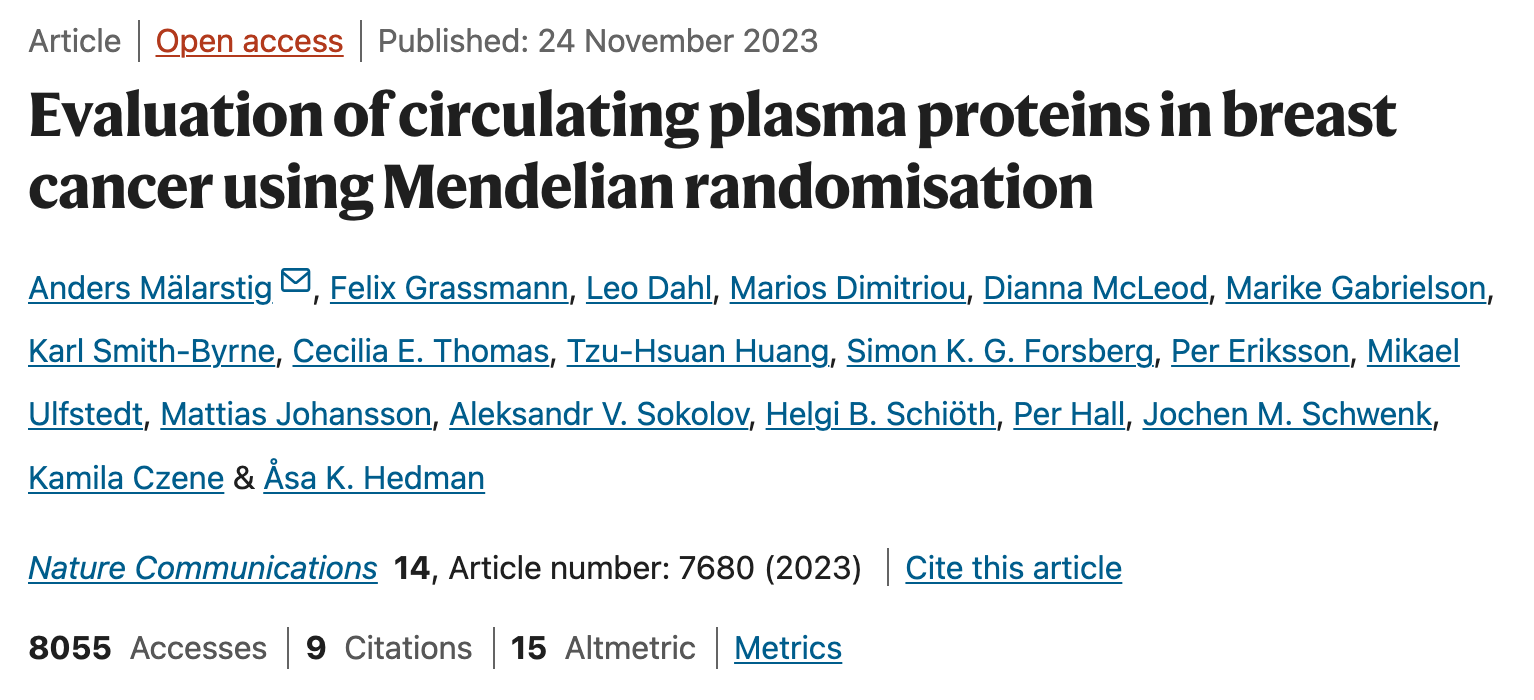 Article | Open access | Published: 24 November 2023
Evaluation of circulating plasma proteins in breast
cancer using Mendelian randomisation
Anders Mälarstig, Felix Grassmann, Leo Dahl, Marios Dimitriou, Dianna McLeod, Marike Gabrielson,
Karl Smith-Byrne, Cecilia E. Thomas, Tzu-Hsuan Huang, Simon K. G. Forsberg, Per Eriksson, Mikael
Ulfstedt, Mattias Johansson, Aleksandr V. Sokolov, Helgi B. Schiöth, Per Hall, Jochen M. Schwenk,
Kamila Czene & Åsa K. Hedman
Nature Communications 14, Article number: 7680 (2023) | Cite this article
8055 Accesses | 9 Citations | 15 Altmetric | Metrics